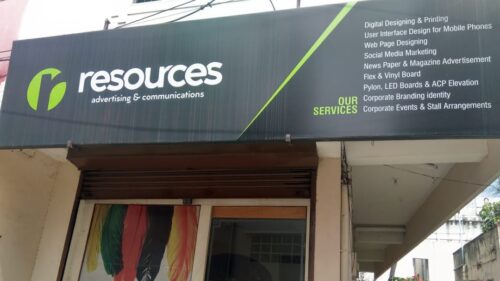 r resources
advertising & communications
OUR
SERVICES
Digital Designing & Printing
User Interface Design for Mobile Phones
Web Page Designing
Social Media Marketing
News Paper & Magazine Advertisement
Flex & Vinyl Board
Pylon, LED Boards & ACP Elevation
Corporate Branding Identity
Corporate Events & Stall Arrangements